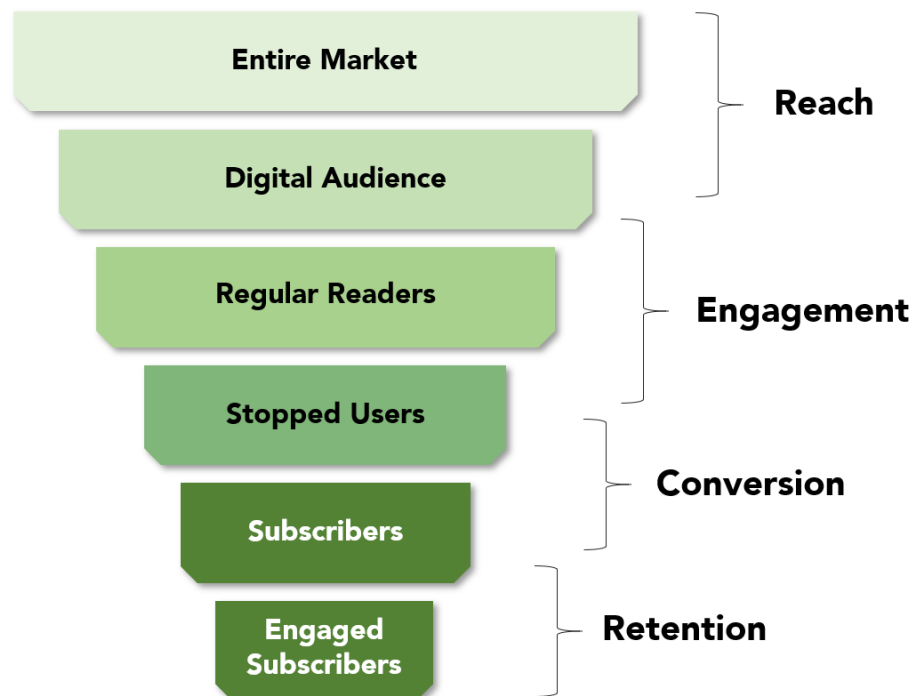 Entire Market
Reach
Digital Audience
Regular Readers
Engagement
Stopped Users
Conversion
Subscribers
Engaged
Subscribers
Retention